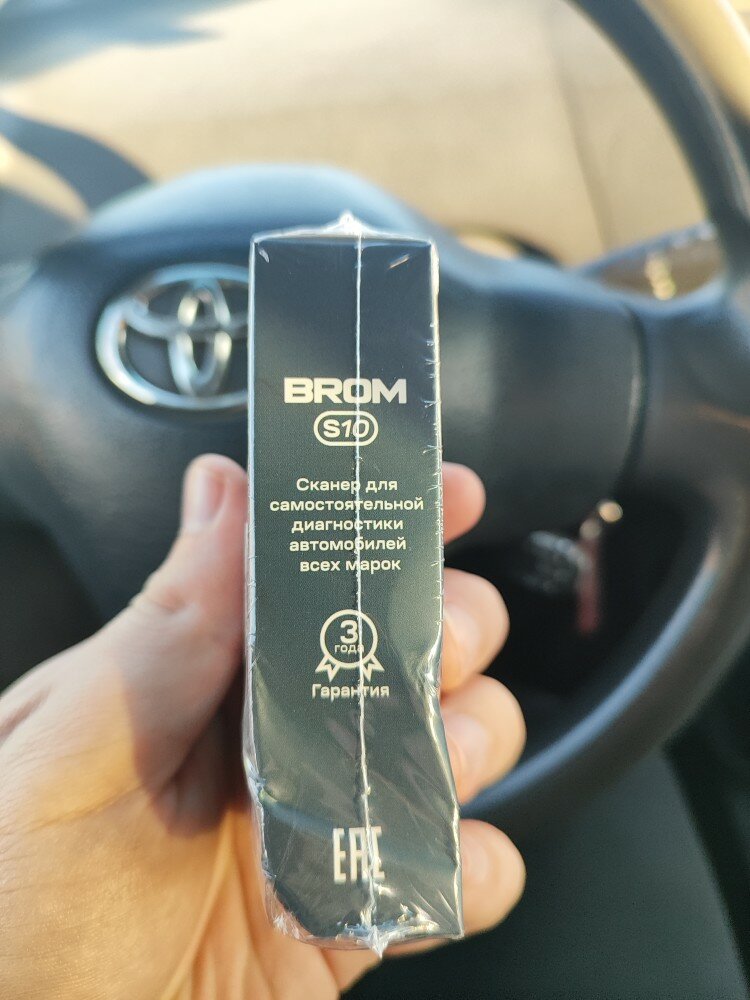 BROM
S10
Сканер для
самостоятельной
диагностики
автомобилей
всех марок
3
года
Гарантия
EAC